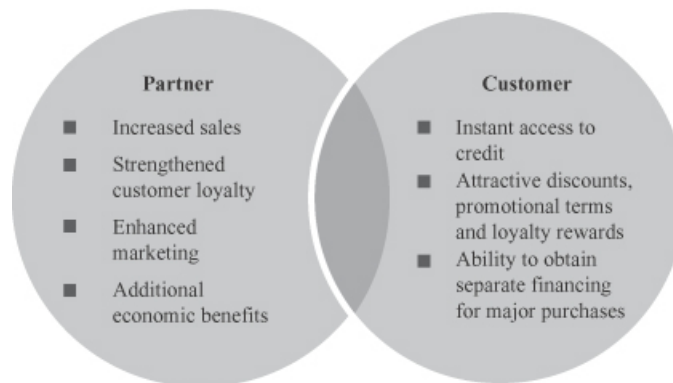 Partner
Increased sales
Strengthened
customer loyalty
Enhanced
marketing
Additional
economic benefits
Customer
Instant access to
credit
Attractive discounts,
promotional terms
and loyalty rewards
Ability to obtain
separate financing
for major purchases